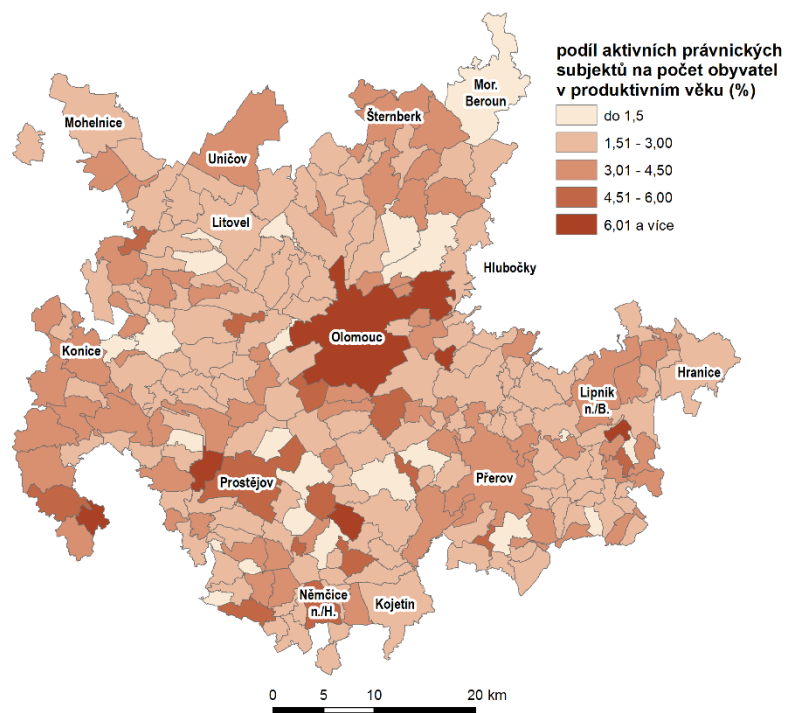 podíl aktivních právnických
subjektů na počet obyvatel
v produktivním věku (%)
do 1,5
1,51 - 3,00
3,01 - 4,50
4,51 - 6,00
6,01 a více
Mor.
Beroun
Šternberk
Mohelnice
Uničov
Litovel
Hlubočky
Olomouc
Konice
Hranice
Lipník
n./B.
Přerov
Prostějov
Němčice
n./H.
Kojetín
0 5 10 20 km